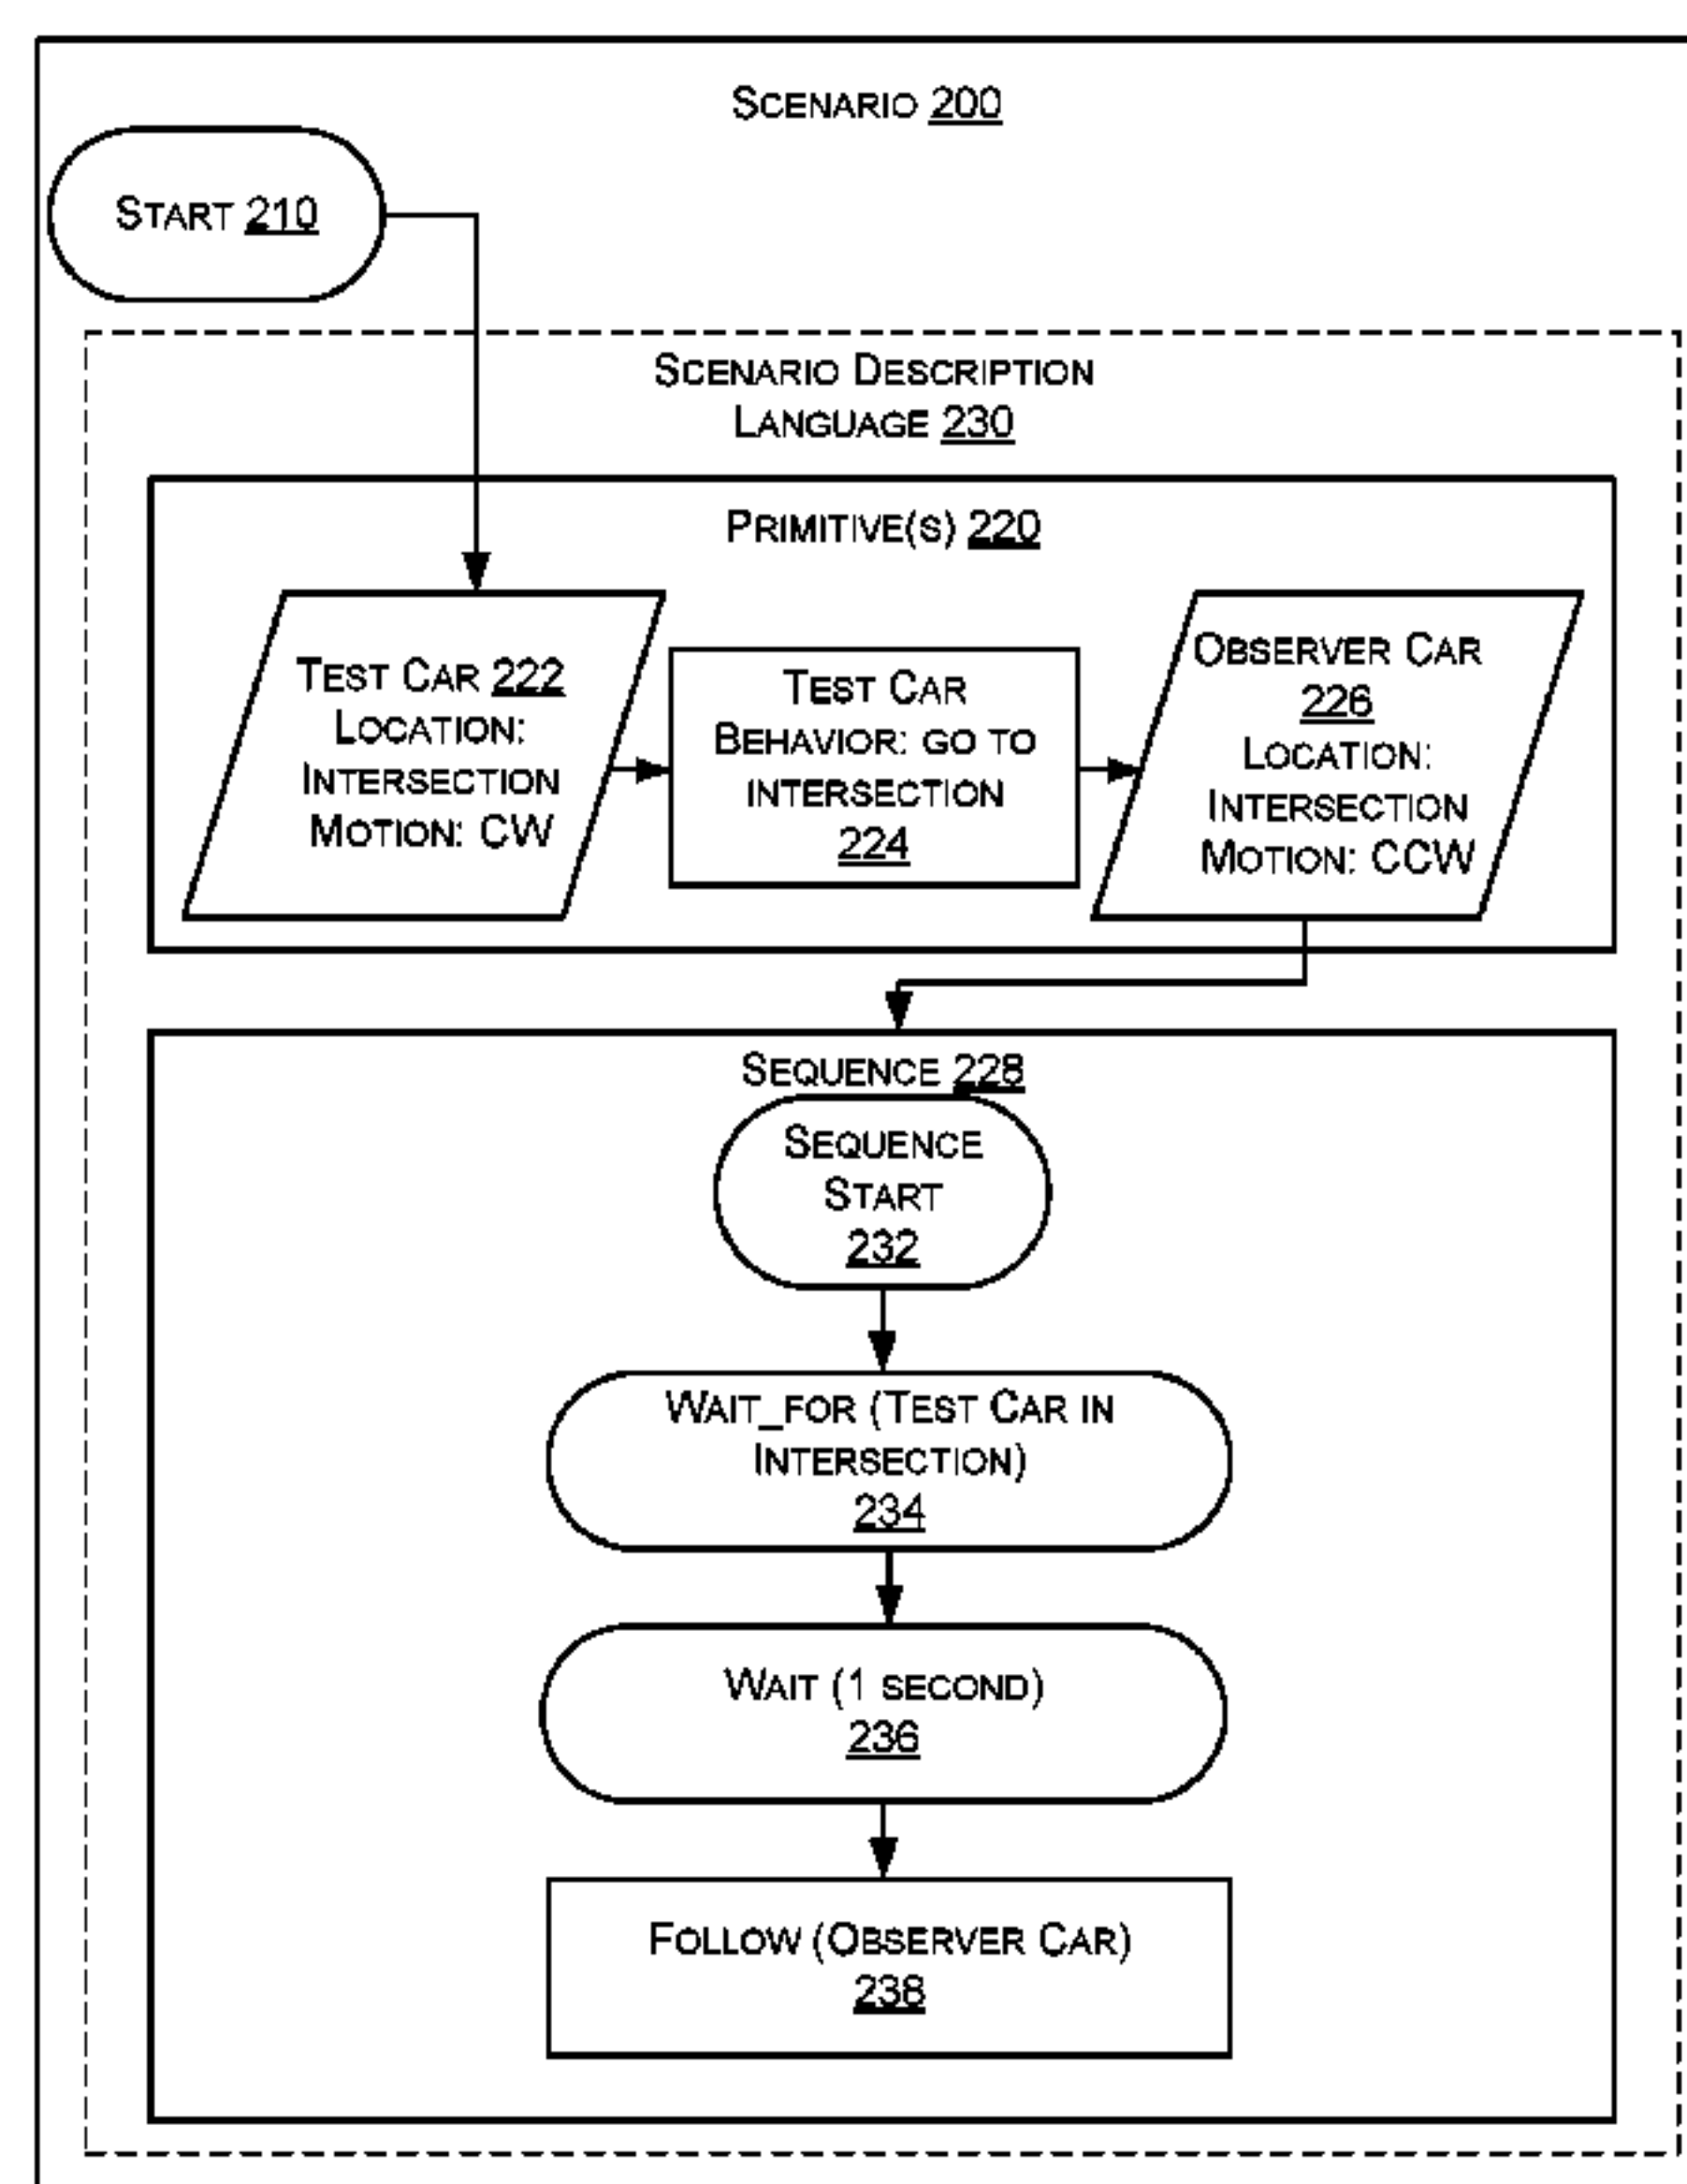 SCENARIO 200
START 210
SCENARIO DESCRIPTION
LANGUAGE 230
PRIMITIVE(S) 220
TEST CAR 222
LOCATION:
INTERSECTION
MOTION: CW
TEST CAR
BEHAVIOR: GO TO
INTERSECTION
224
OBSERVER CAR
226
LOCATION:
INTERSECTION
MOTION: CCW
SEQUENCE 228
SEQUENCE
START
232
WAIT_FOR (TEST CAR IN
INTERSECTION)
234
WAIT (1 SECOND)
236
FOLLOW (OBSERVER CAR)
238